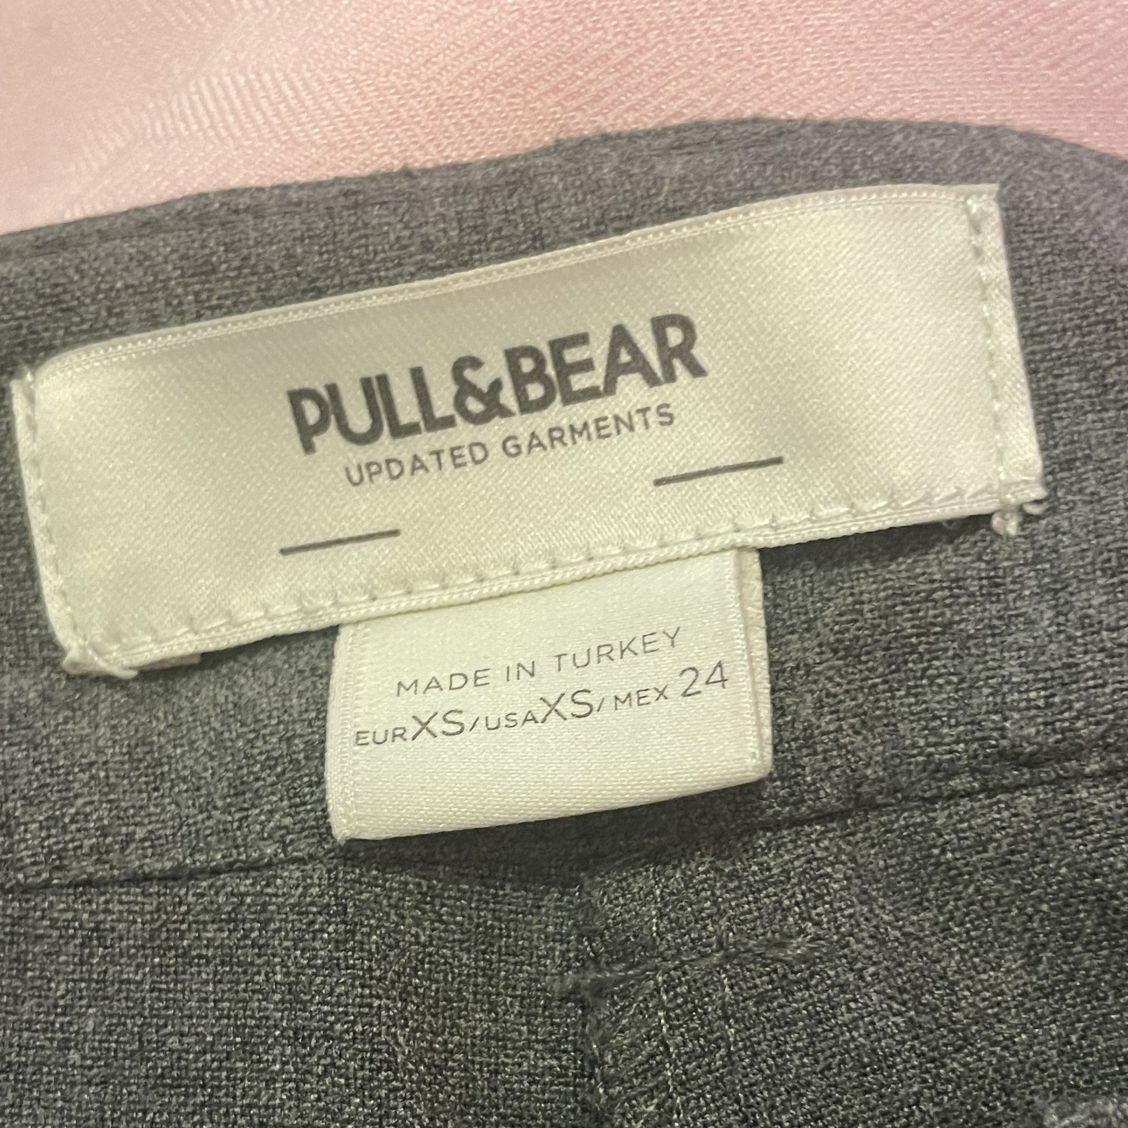 PULL&BEAR
UPDATED GARMENTS
MADE IN TURKEY
EURXS/USAXS/MEX 24